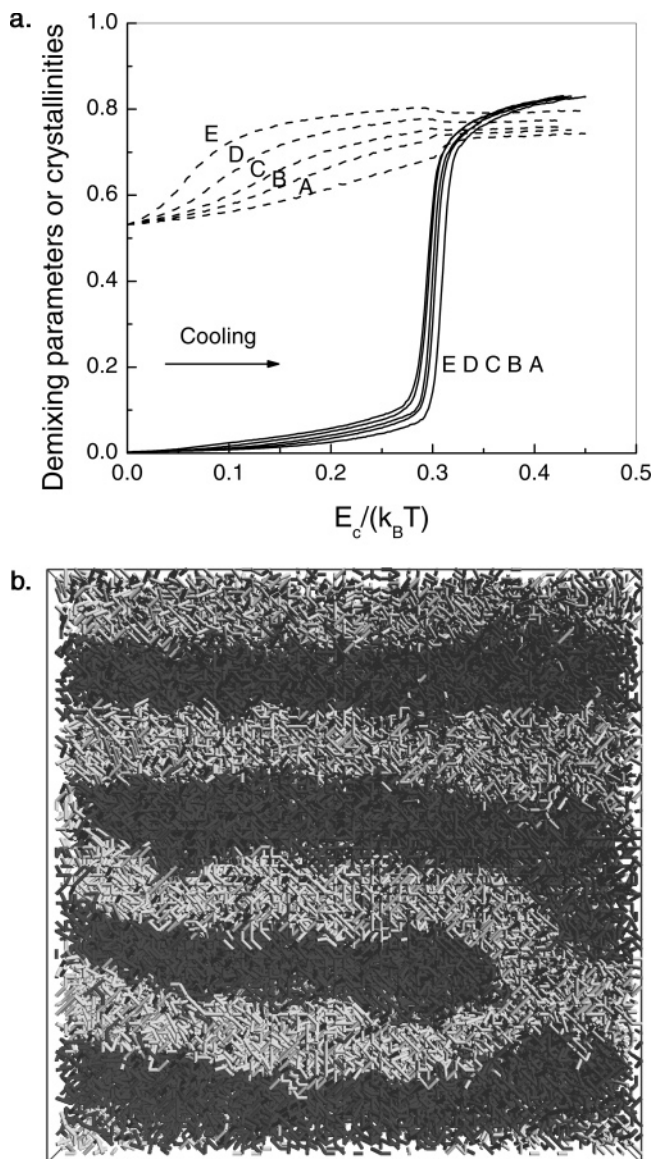 a.
1.0
0.8
0.6
0.4
0.2
0.0
Demixing parameters or crystallinities
E
D
C
B
A
Cooling
E D C B A
0.0 0.1 0.2 0.3 0.4 0.5
E_c/(k_BT)
b.